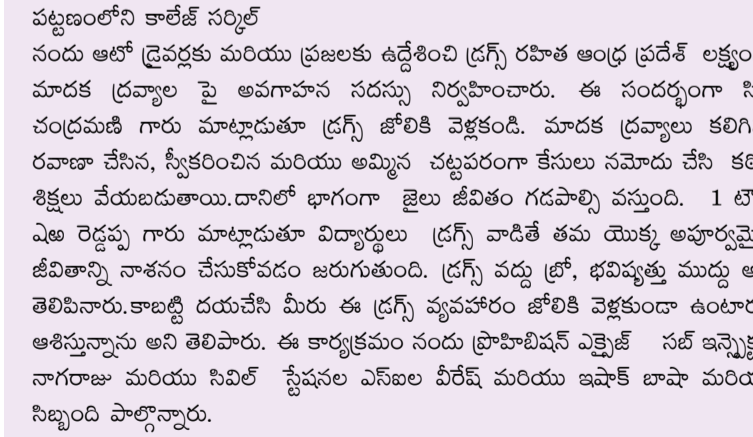 పట్టణంలోని కాలేజ్ సర్కిల్
నందు ఆటో డ్రైవర్లకు మరియు ప్రజలకు ఉద్దేశించి డ్రగ్స్ రహిత ఆంధ్ర ప్రదేశ్ లక్ష్యం
మాదక ద్రవ్యాల పై అవగాహన సదస్సు నిర్వహించారు. ఈ సందర్భంగా
చంద్రమణి గారు మాట్లాడుతూ డ్రగ్స్ జోలికి వెళ్లకండి. మాదక ద్రవ్యాలు కలిగి
రవాణా చేసిన, స్వీకరించిన మరియు అమ్మిన చట్టపరంగా కేసులు నమోదు చేసి
శిక్షలు వేయబడుతాయి.దానిలో భాగంగా జైలు జీవితం గడపాల్సి వస్తుంది. 1
రెడ్డప్ప గారు మాట్లాడుతూ విద్యార్థులు డ్రగ్స్ వాడితే తమ యొక్క అపూర్వమై
జీవితాన్ని నాశనం చేసుకోవడం జరుగుతుంది. డ్రగ్స్ వద్దు బ్రో, భవిష్యత్తు ముద్దు అ
తెలిపినారు.కాబట్టి దయచేసి మీరు ఈ డ్రగ్స్ వ్యవహారం జోలికి వెళ్లకుండా ఉంటార
ఆశిస్తున్నాను అని తెలిపారు. ఈ కార్యక్రమం నందు ప్రొహిబిషన్ ఎక్సైజ్ సబ్ ఇన్స్పెక్ట
నాగరాజు మరియు సివిల్ స్టేషనల ఎస్ఐల వీరేష్ మరియు ఇషాక్ బాషా మరియ
సిబ్బంది పాల్గొన్నారు.